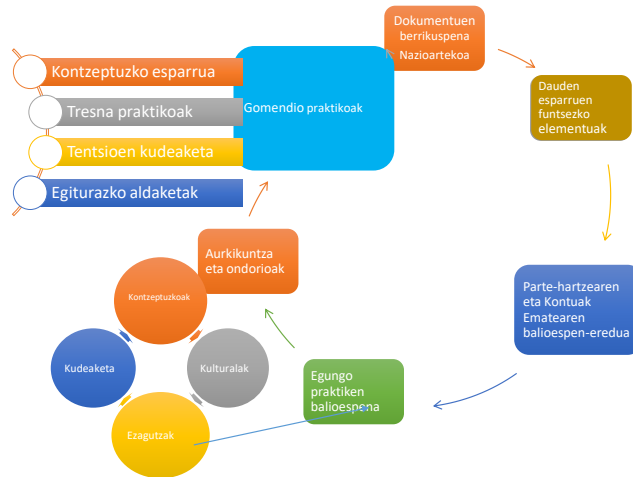 Dokumentuen
berrikuspena
Nazioartekoa
Kontzeptuzko esparrua
Tresna praktikoak
Tentsioen kudeaketa
Egiturazko aldaketak
Gomendio praktikoak
Dauden
esparruen
funtsezko
elementuak
Parte-hartzearen
eta Kontuak
Ematearen
balioespen-eredua
Egungo
praktiken
balioespena
Aurkikuntza
eta ondorioak
Kontzeptuzkoak
Kudeaketa
Kulturalak
Ezagutzak